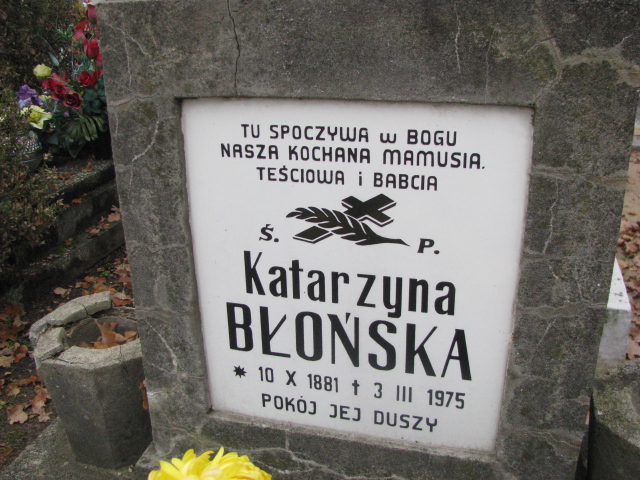 TU SPOCZYWA W BOGU
NASZA KOCHANA MAMUSIA,
TEŚCIOWA i BABCIA
Ś. P.
Katarzyna
BŁOŃSKA
* 10 X 1881 † 3 III 1975
POKÓJ JEJ DUSZY